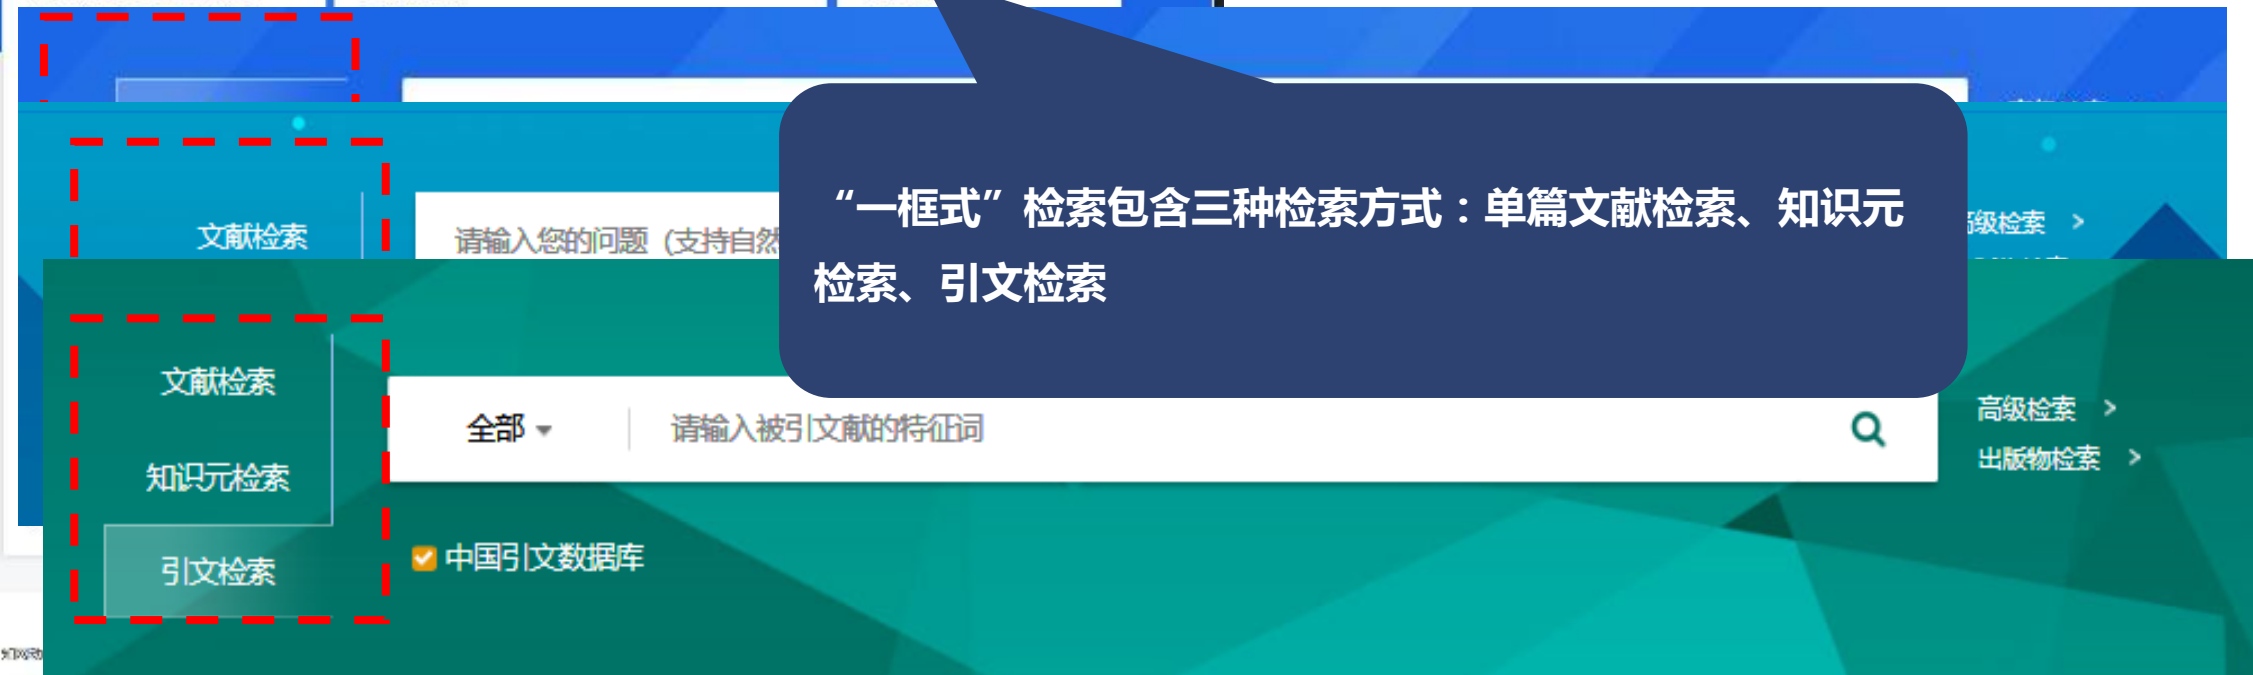 “一框式”检索包含三种检索方式：单篇文献检索、知识元
检索、引文检索
文献检索
请输入您的问题（支持自然
级检索 >
文献检索
知识元检索
引文检索
全部
请输入被引文献的特征词
高级检索 >
出版物检索 >
中国引文数据库